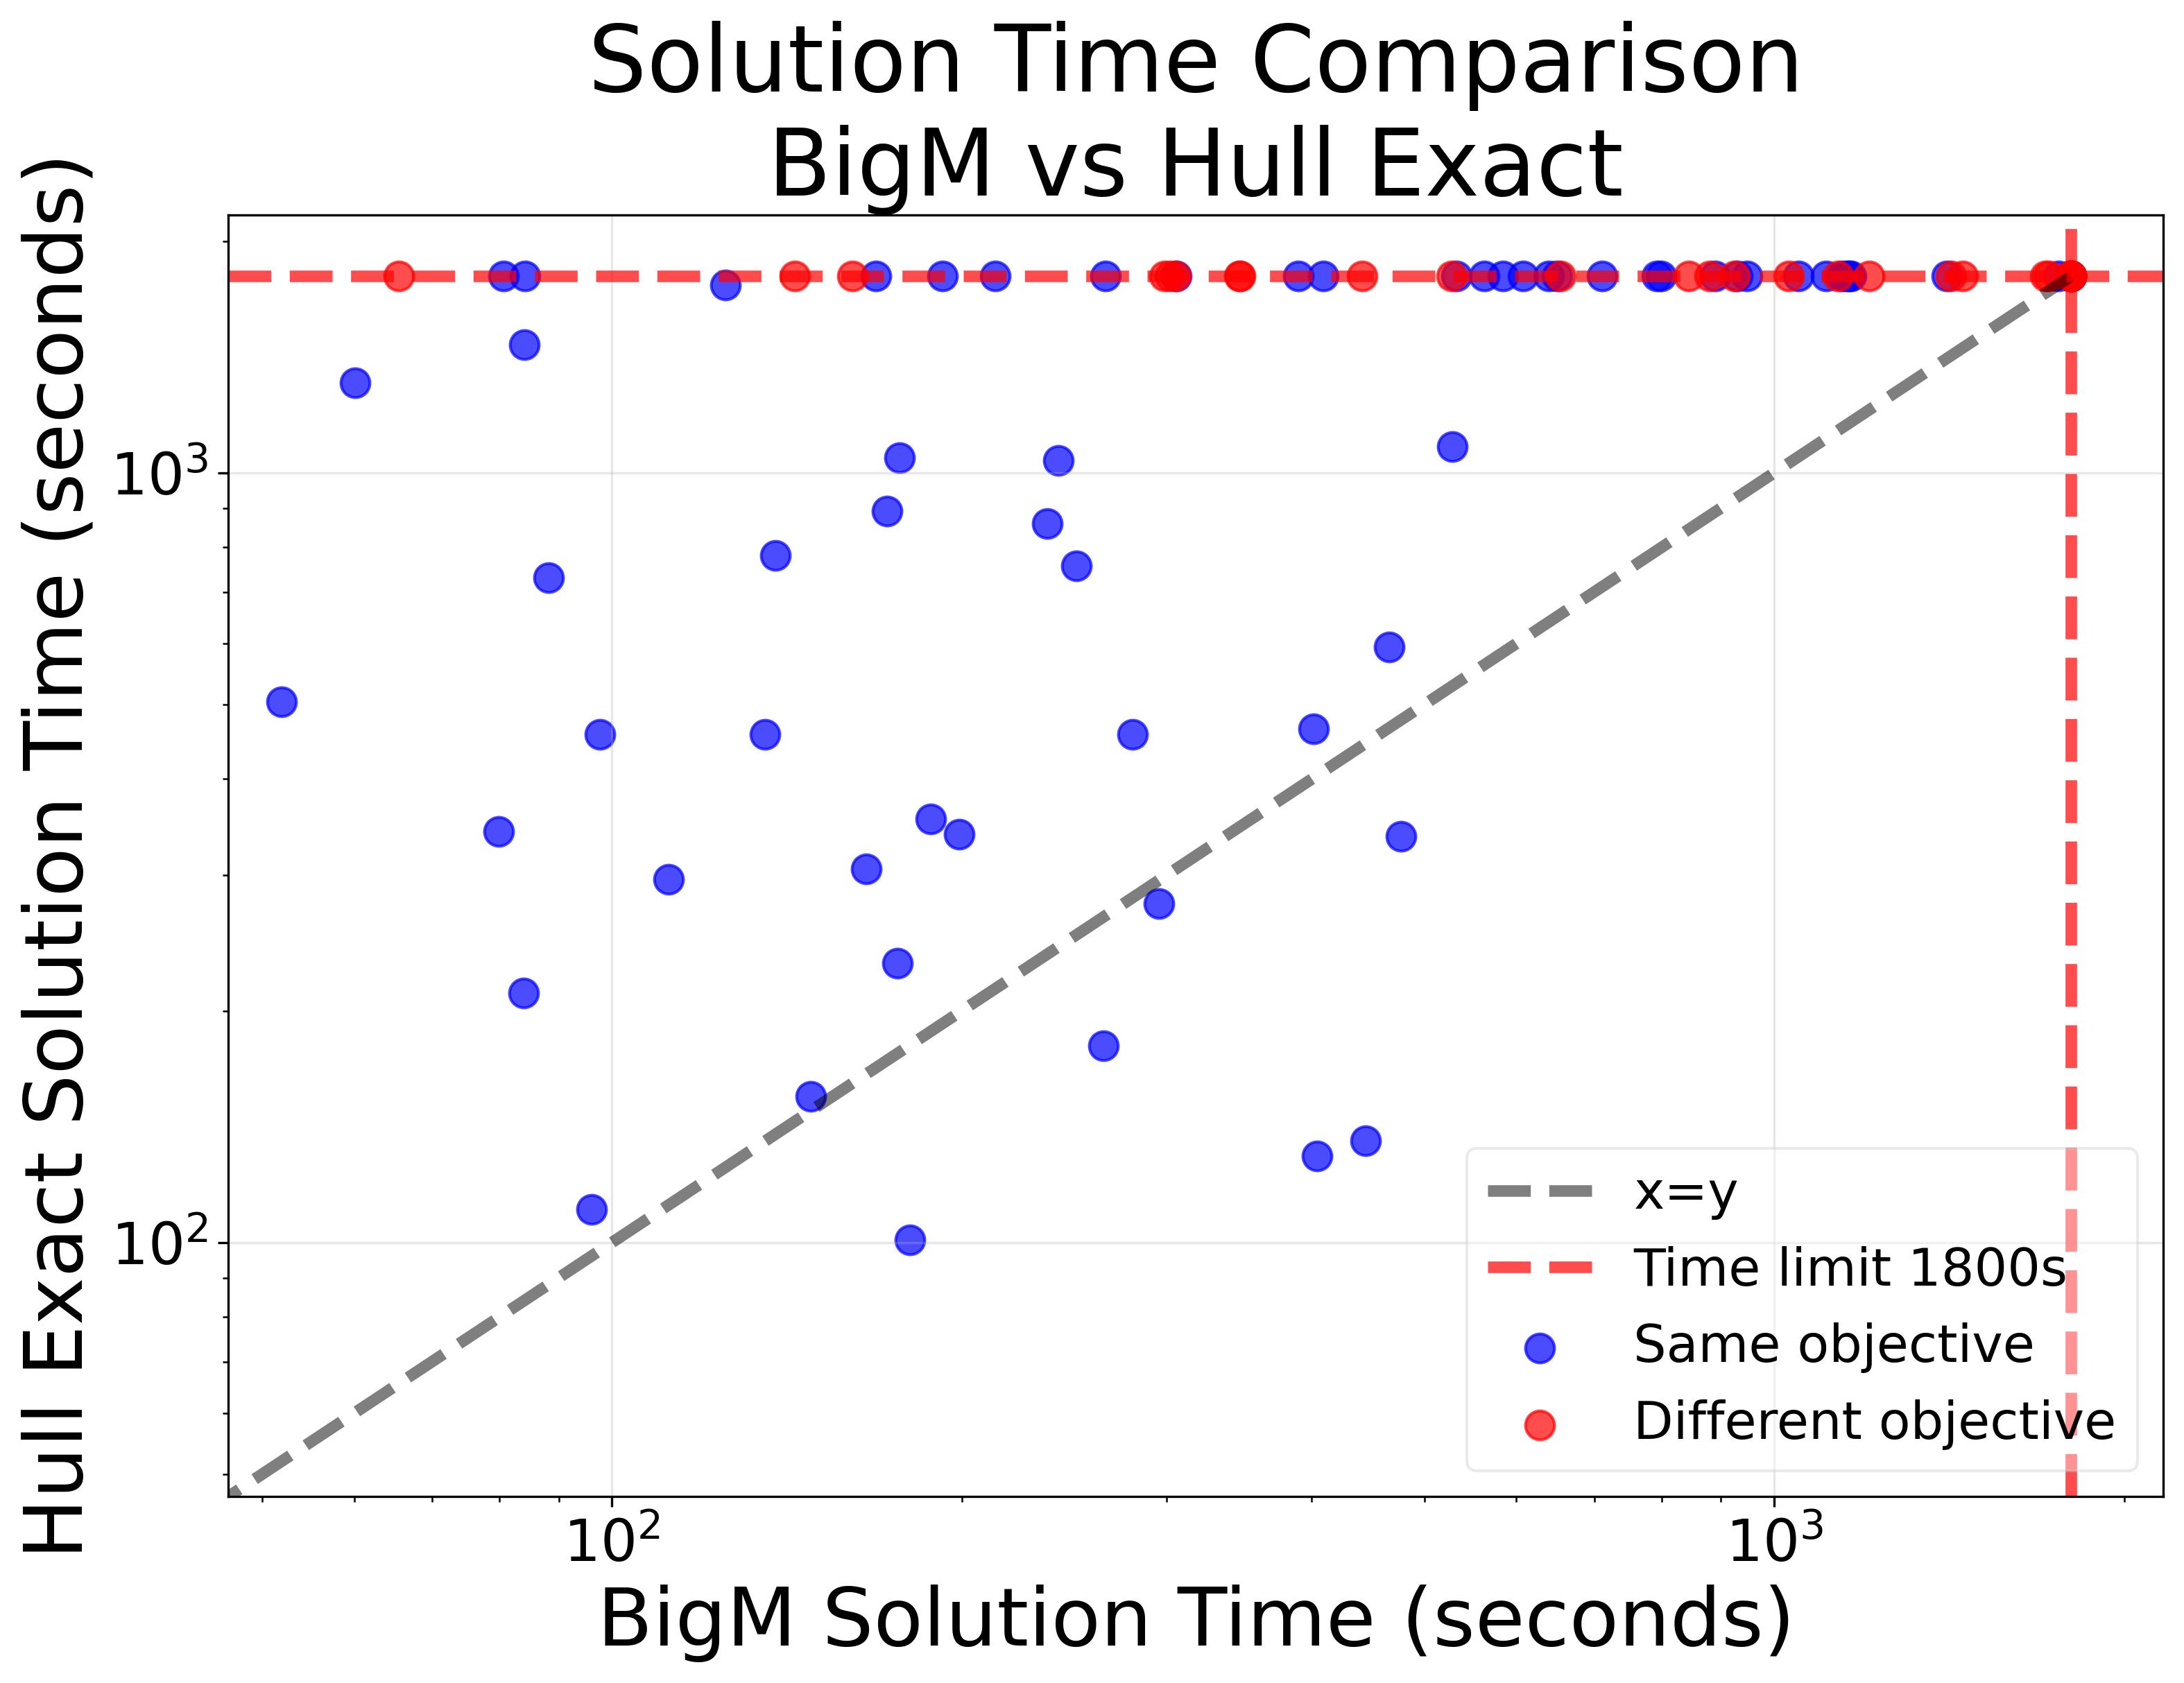 Solution Time Comparison
BigM vs Hull Exact
Hull Exact Solution Time (seconds)
10³
10²
x=y
Time limit 1800s
Same objective
Different objective
10²
10³
BigM Solution Time (seconds)